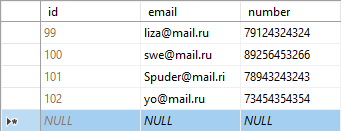 id email number
99 liza@mail.ru 79124324324
100 swe@mail.ru 89256453266
101 Spuder@mail.ri 78943243243
102 yo@mail.ru 73454354354
NULL NULL NULL